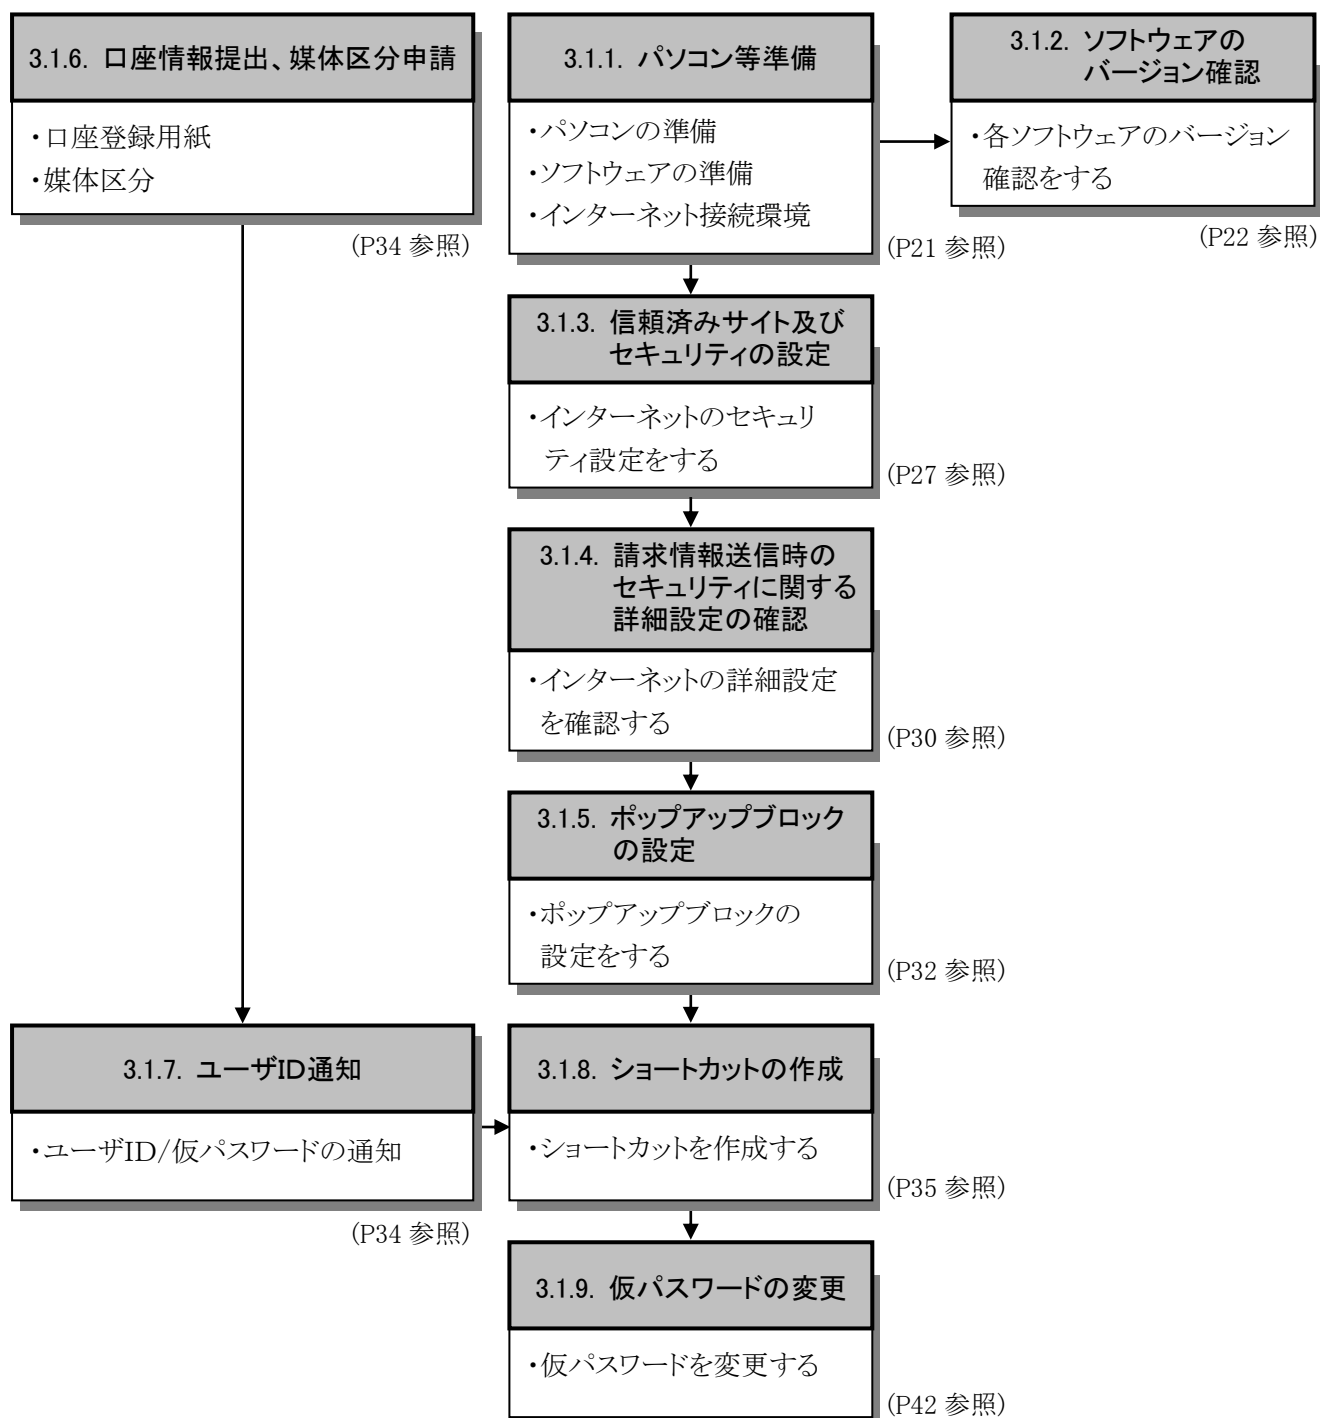 3.1.6. 口座情報提出、媒体区分申請
・口座登録用紙
・媒体区分
(P34 参照)
3.1.1. パソコン等準備
・パソコンの準備
・ソフトウェアの準備
・インターネット接続環境
(P21 参照)
3.1.2. ソフトウェアの
バージョン確認
・各ソフトウェアのバージョン
確認をする
(P22 参照)
3.1.3. 信頼済みサイト及び
セキュリティの設定
・インターネットのセキュリ
ティ設定をする
(P27 参照)
3.1.4. 請求情報送信時の
セキュリティに関する
詳細設定の確認
・インターネットの詳細設定
を確認する
(P30 参照)
3.1.5. ポップアップブロック
の設定
・ポップアップブロックの
設定をする
(P32 参照)
3.1.7. ユーザID通知
・ユーザID/仮パスワードの通知
(P34 参照)
3.1.8. ショートカットの作成
・ショートカットを作成する
(P35 参照)
3.1.9. 仮パスワードの変更
・仮パスワードを変更する
(P42 参照)